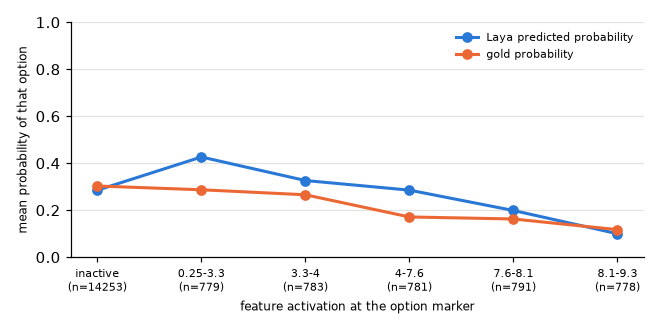 1.0
0.8
0.6
0.4
0.2
0.0
mean probability of that option
Laya predicted probability
gold probability
inactive
(n=14253)
0.25-3.3
(n=779)
3.3-4
(n=783)
4-7.6
(n=781)
7.6-8.1
(n=791)
8.1-9.3
(n=778)
feature activation at the option marker